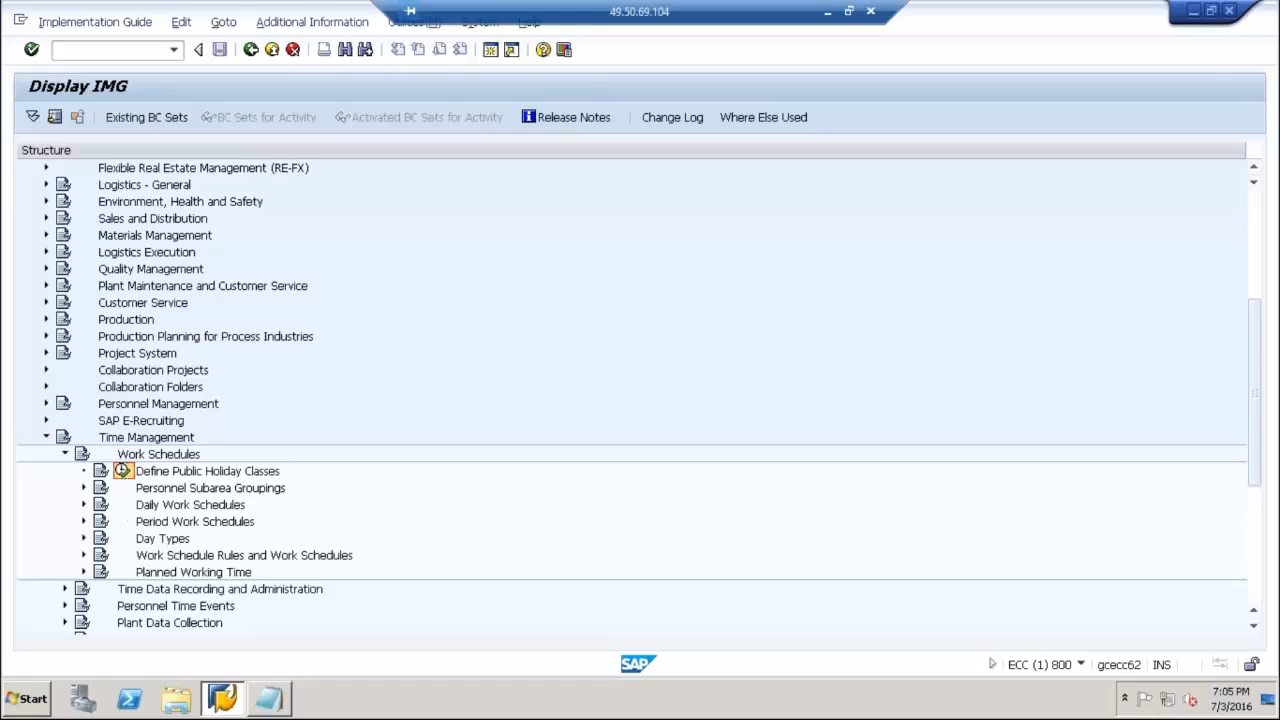 49.50.69.104
Implementation Guide Edit Goto Additional Information Utilities(M) System Help
Display IMG
Existing BC Sets BC Sets for Activity Activated BC Sets for Activity Release Notes Change Log Where Else Used
Structure
Flexible Real Estate Management (RE-FX)
Logistics - General
Environment, Health and Safety
Sales and Distribution
Materials Management
Logistics Execution
Quality Management
Plant Maintenance and Customer Service
Customer Service
Production
Production Planning for Process Industries
Project System
Collaboration Projects
Collaboration Folders
Personnel Management
SAP E-Recruiting
Time Management
Work Schedules
Define Public Holiday Classes
Personnel Subarea Groupings
Daily Work Schedules
Period Work Schedules
Day Types
Work Schedule Rules and Work Schedules
Planned Working Time
Time Data Recording and Administration
Personnel Time Events
Plant Data Collection
SAP
ECC (1) 800 gcecc62 INS
Start
7:05 PM
7/3/2016